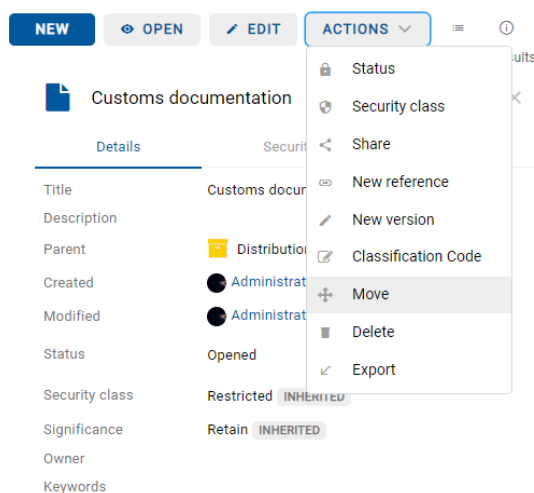 NEW OPEN EDIT ACTIONS
Status
Security class
Share
New reference
New version
Classification Code
Move
Delete
Export
Customs documentation
Details
Title Customs
Description
Parent
Created
Modified
Status Opened
Security class Restricted INHERITED
Significance Retain INHERITED
Owner
Keywords